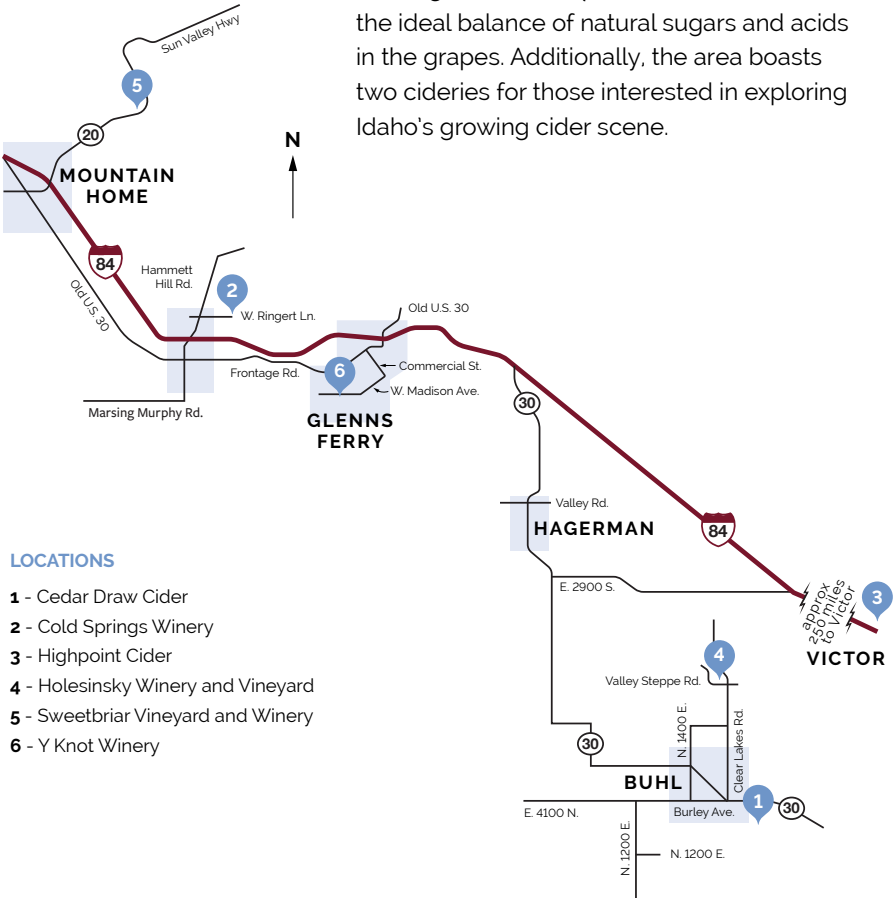 the ideal balance of natural sugars and acids
in the grapes. Additionally, the area boasts
two cideries for those interested in exploring
Idaho's growing cider scene.
Sun Valley Hwy
5
20
N
MOUNTAIN
HOME
84
Hammett
Hill Rd.
2
Old U.S. 30
W. Ringert Ln.
Old U.S. 30
Frontage Rd.
6
Commercial St.
W. Madison Ave.
Marsing Murphy Rd.
GLENNS
FERRY
30
Valley Rd.
HAGERMAN
84
E. 2900 S.
approx
250 miles
to Victor
3
VICTOR
LOCATIONS
1 - Cedar Draw Cider
2 - Cold Springs Winery
3 - Highpoint Cider
4 - Holesinsky Winery and Vineyard
5 - Sweetbriar Vineyard and Winery
6 - Y Knot Winery
4
Valley Steppe Rd.
N. 1400 E.
Clear Lakes Rd.
30
BUHL
1
30
E. 4100 N.
Burley Ave.
N. 1200 E.
N. 1200 E.